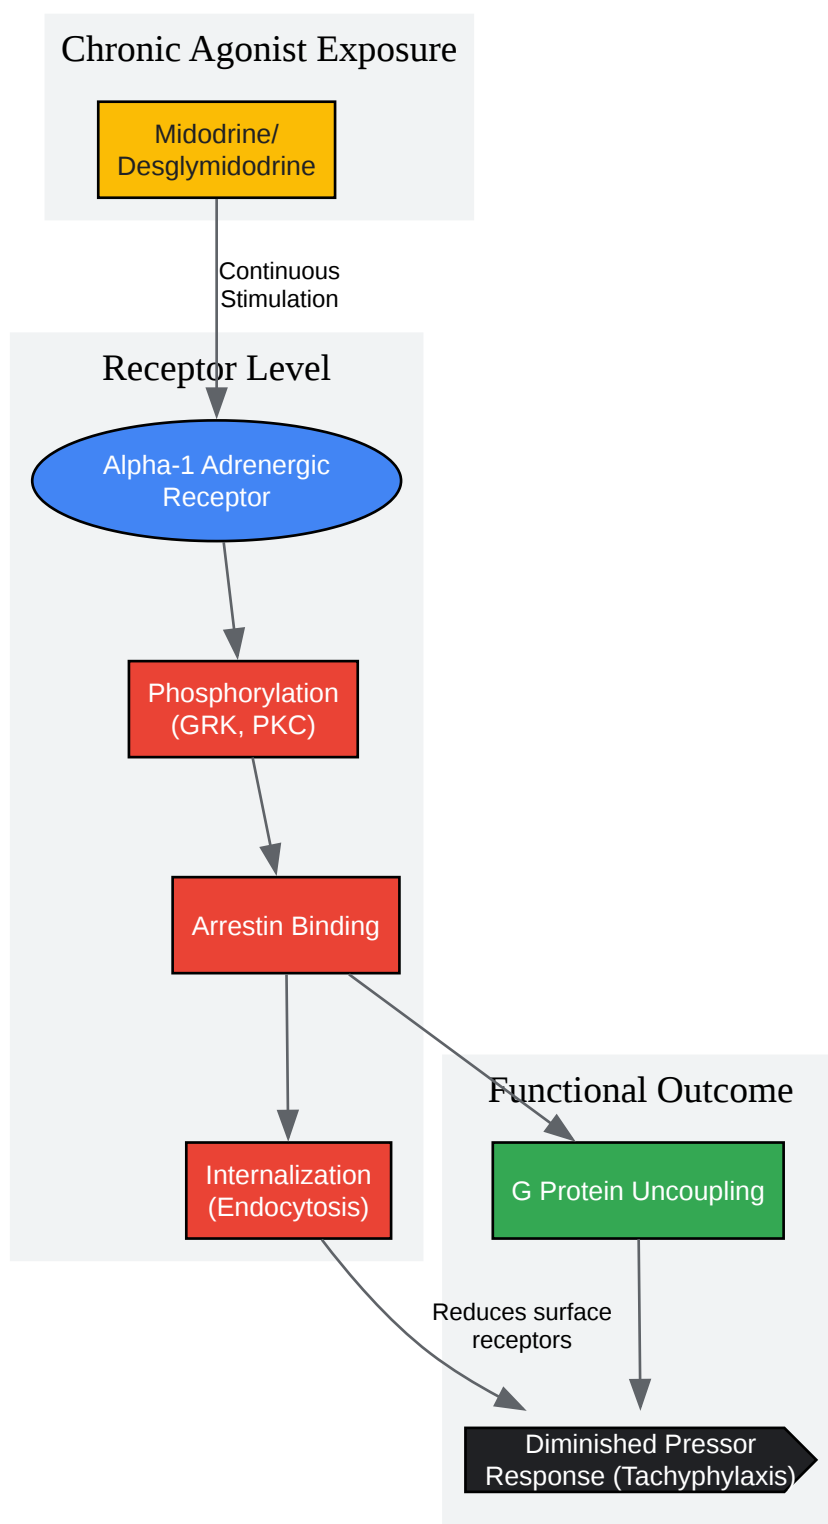 Chronic Agonist Exposure
Midodrine/
Desglymidodrine
Continuous
Stimulation
Receptor Level
Alpha-1 Adrenergic
Receptor
Phosphorylation
(GRK, PKC)
Arrestin Binding
Functional Outcome
Internalization
(Endocytosis)
G Protein Uncoupling
Reduces surface
receptors
Diminished Pressor
Response (Tachyphylaxis)